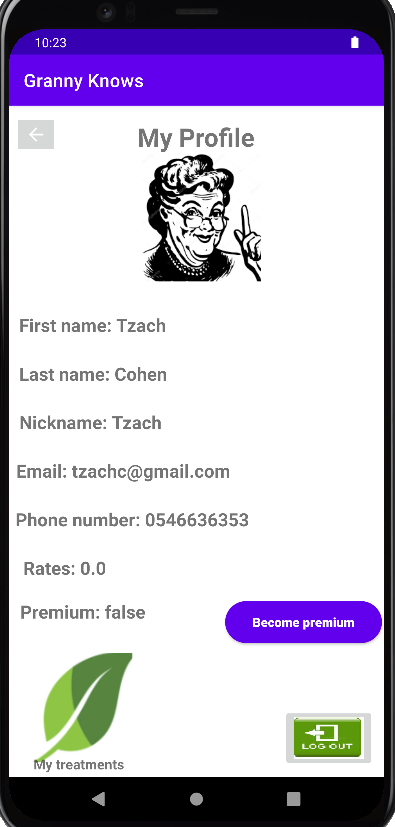 10:23
Granny Knows
My Profile
First name: Tzach
Last name: Cohen
Nickname: Tzach
Email: tzachc@gmail.com
Phone number: 0546636353
Rates: 0.0
Premium: false
Become premium
My treatments
LOG OUT